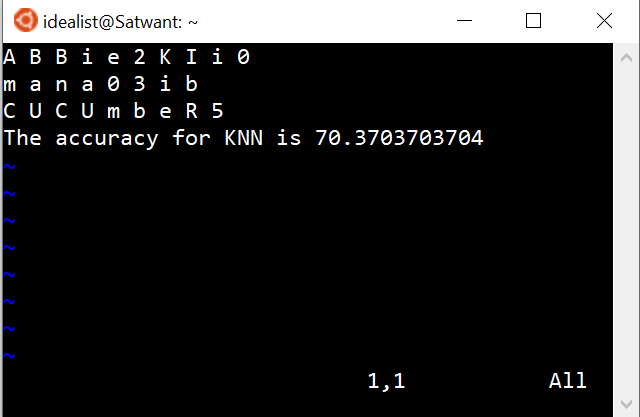 idealist@Satwant: ~
A B B i e 2 K I i 0
m a n a 0 3 i b
C U C U m b e R 5
The accuracy for KNN is 70.3703703704
~
~
~
~
~
~
~
~
1,1 All